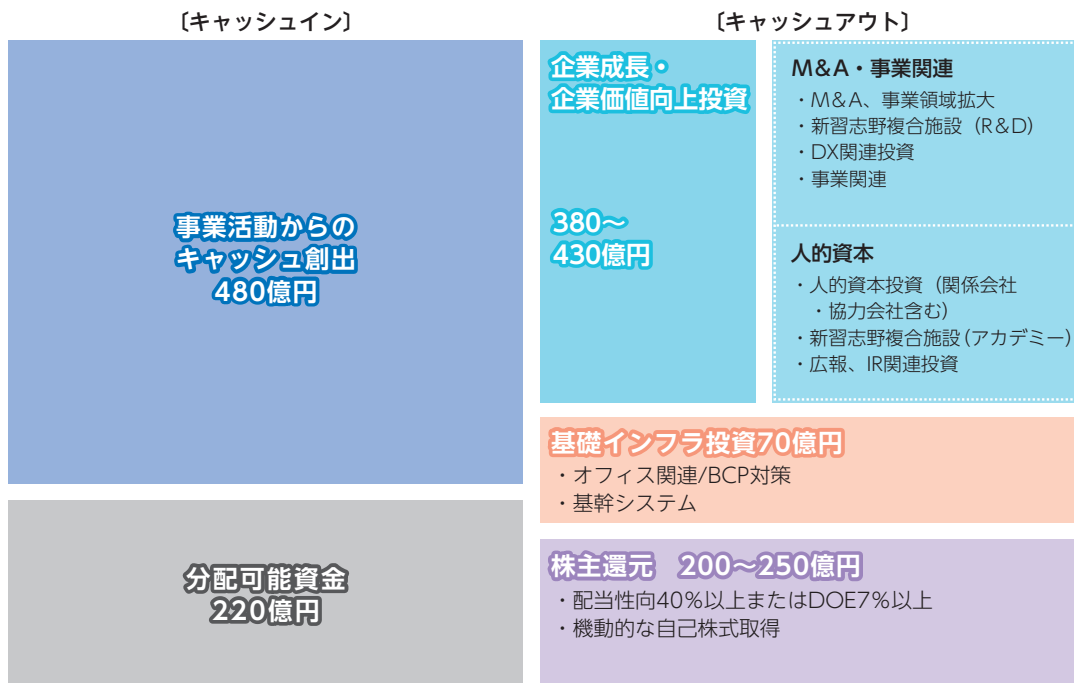 〔キャッシュイン〕
事業活動からの
キャッシュ創出
480億円
分配可能資金
220億円
〔キャッシュアウト〕
企業成長・
企業価値向上投資
380〜
430億円
M&A・事業関連
・M&A、事業領域拡大
・新習志野複合施設（R&D）
・DX関連投資
・事業関連
人的資本
・人的資本投資（関係会社
・協力会社含む）
・新習志野複合施設（アカデミー）
・広報、IR関連投資
基礎インフラ投資70億円
・オフィス関連/BCP対策
・基幹システム
株主還元　200〜250億円
・配当性向40％以上またはDOE7％以上
・機動的な自己株式取得